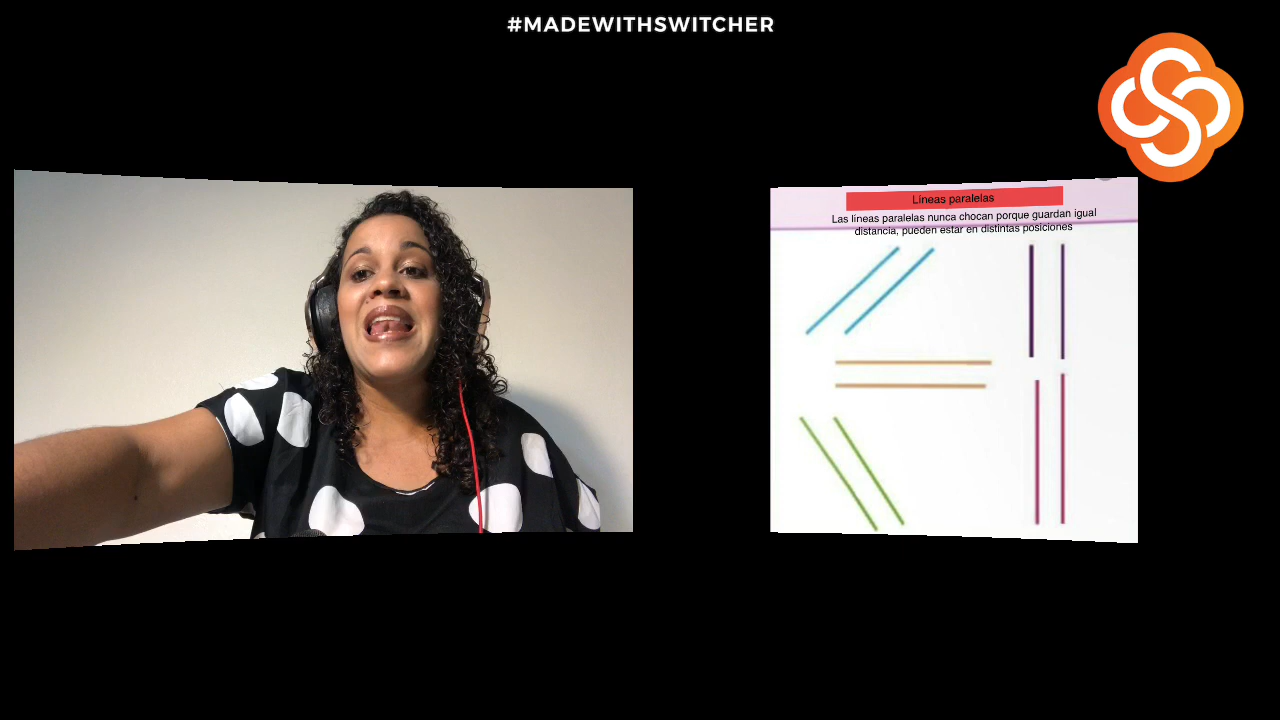 #MADEWITHSWITCHER
Líneas paralelas
Las líneas paralelas nunca chocan porque guardan igual
distancia, pueden estar en distintas posiciones